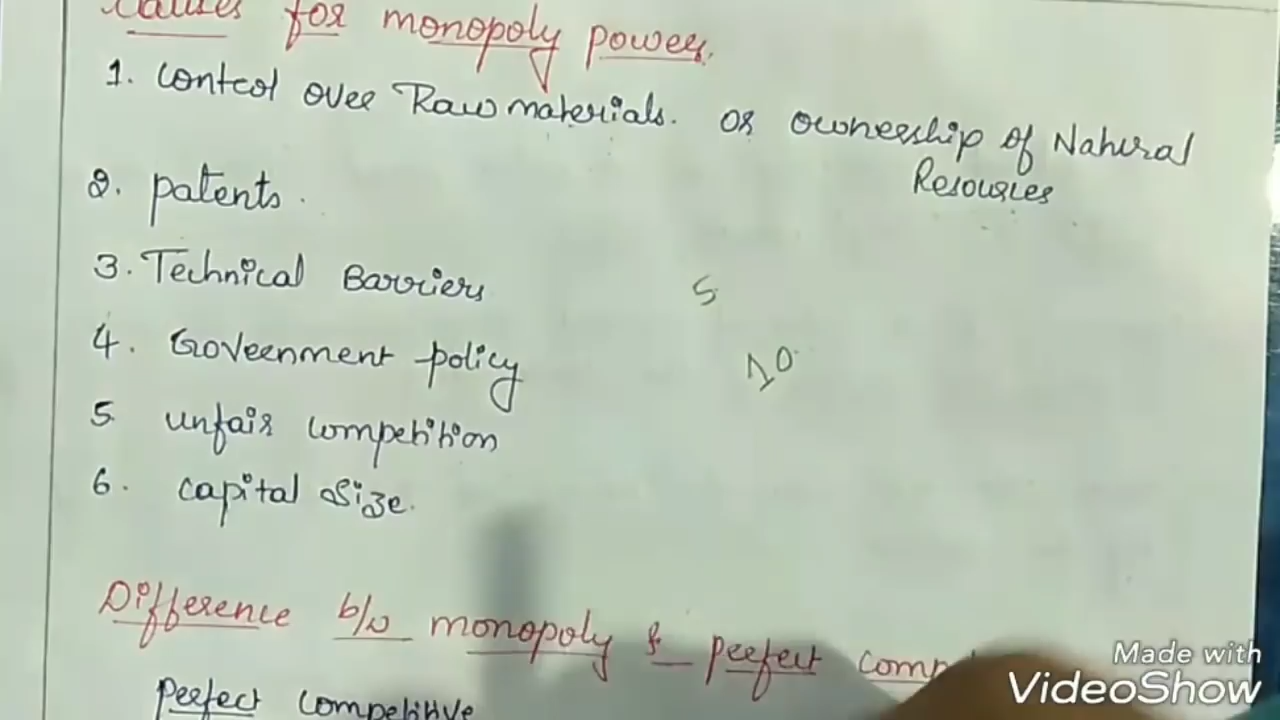 Causes for monopoly power.
1. Control over Raw materials. or ownership of Natural
Resources
2. patents.
3. Technical Barriers
4. Government policy
5 unfair competition
6. capital size.
5
10
Difference b/w monopoly & perfect comp
perfect competitive
Made with
VideoShow